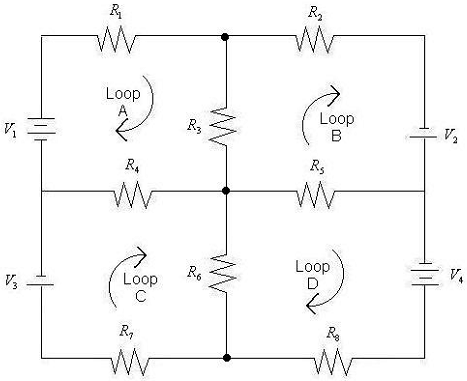 R1
R2
Loop A
R3
Loop B
V1
V2
R4
R5
V3
Loop C
R6
Loop D
V4
R7
R8